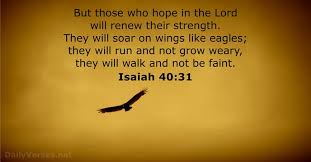 But those who hope in the Lord
will renew their strength.
They will soar on wings like eagles;
they will run and not grow weary,
they will walk and not be faint.
Isaiah 40:31
DailyVerses.net